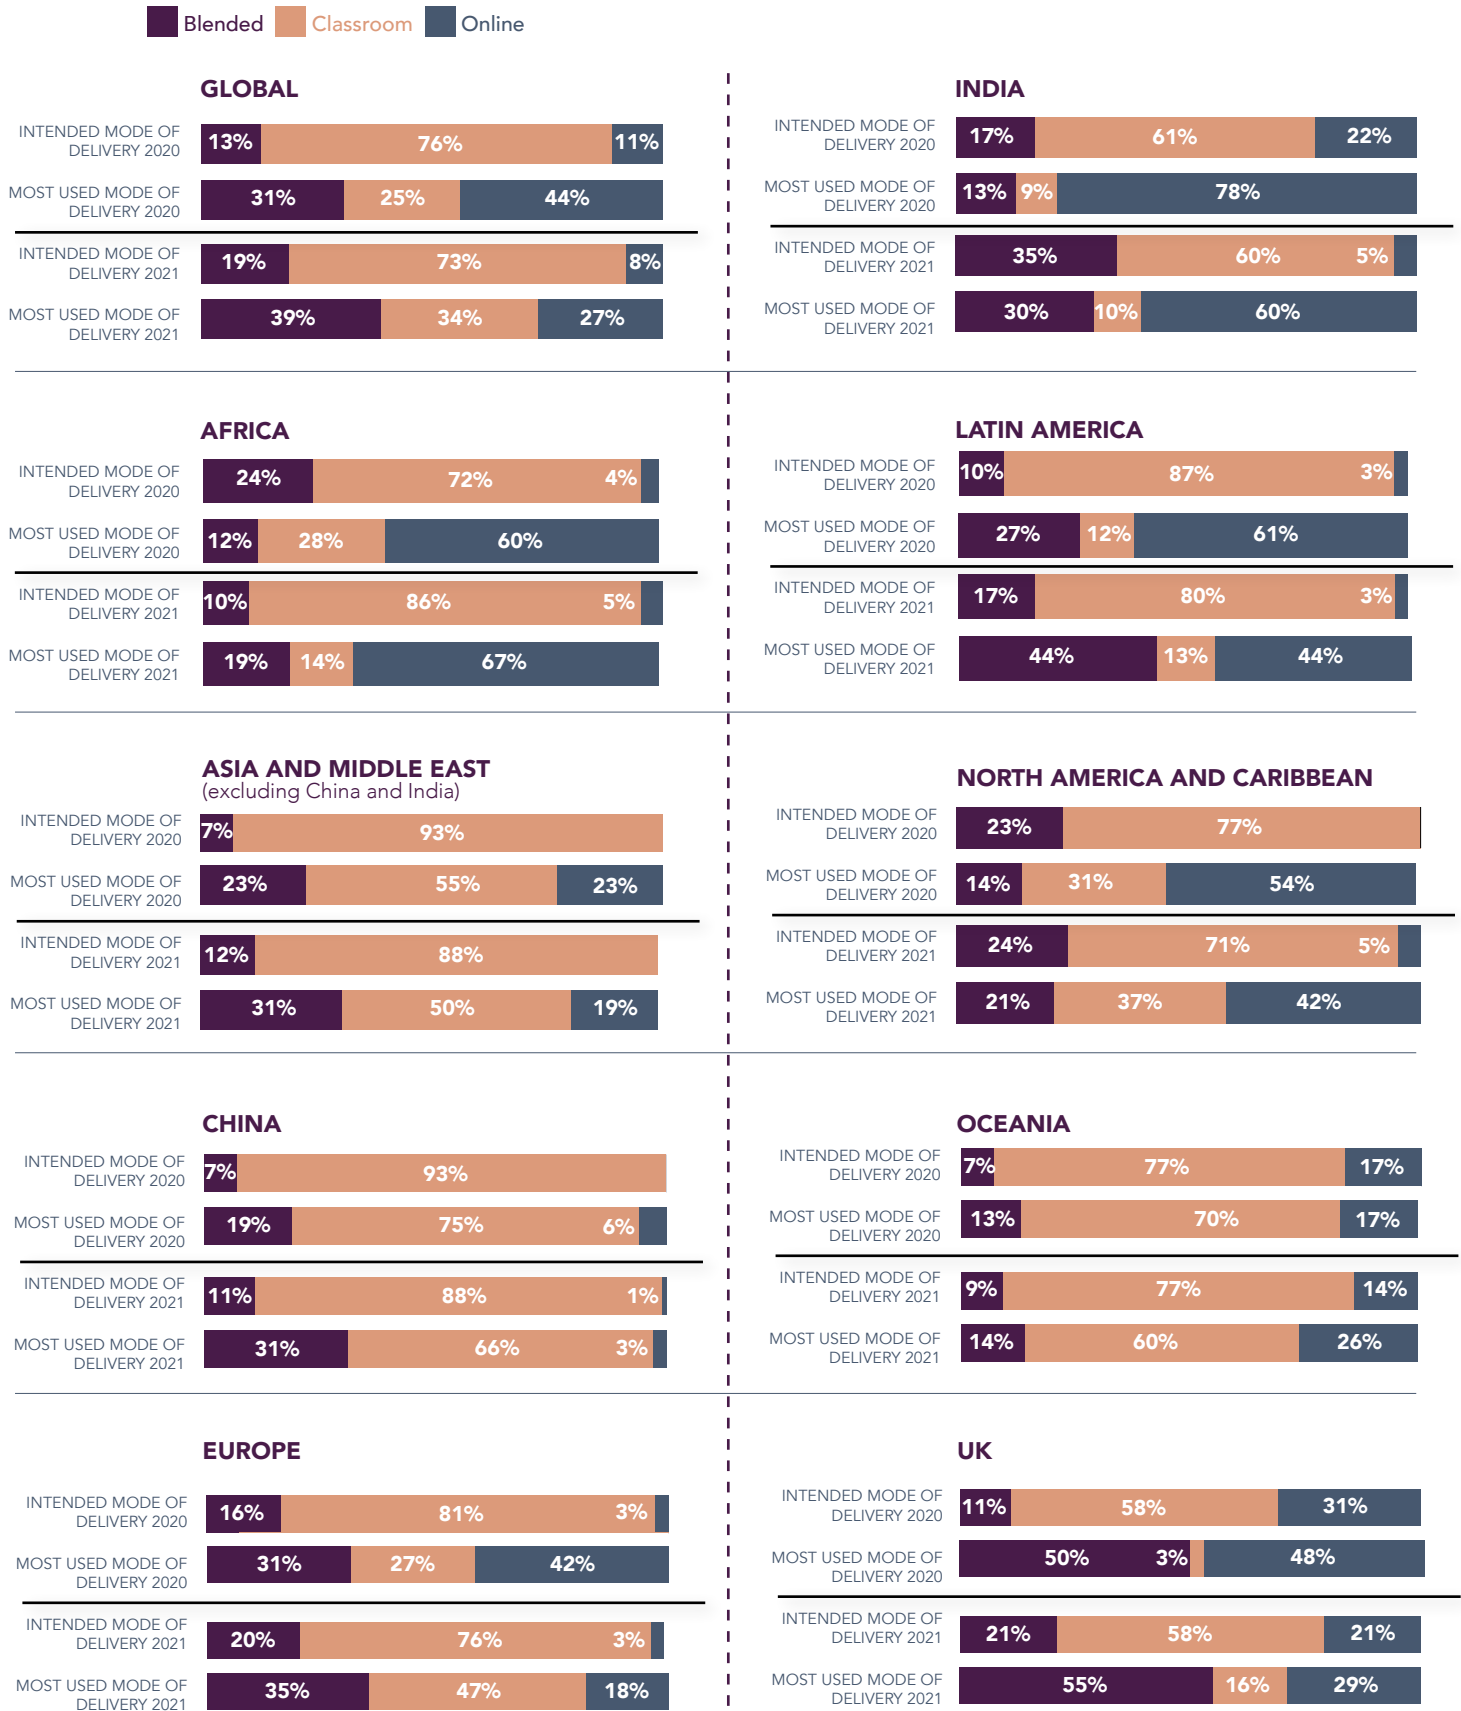 Blended Classroom Online
GLOBAL
INTENDED MODE OF
DELIVERY 2020
13% 76% 11%
MOST USED MODE OF
DELIVERY 2020
31% 25% 44%
INTENDED MODE OF
DELIVERY 2021
19% 73% 8%
MOST USED MODE OF
DELIVERY 2021
39% 34% 27%
INDIA
INTENDED MODE OF
DELIVERY 2020
17% 61% 22%
MOST USED MODE OF
DELIVERY 2020
13% 9% 78%
INTENDED MODE OF
DELIVERY 2021
35% 60% 5%
MOST USED MODE OF
DELIVERY 2021
30% 10% 60%
AFRICA
INTENDED MODE OF
DELIVERY 2020
24% 72% 4%
MOST USED MODE OF
DELIVERY 2020
12% 28% 60%
INTENDED MODE OF
DELIVERY 2021
10% 86% 5%
MOST USED MODE OF
DELIVERY 2021
19% 14% 67%
LATIN AMERICA
INTENDED MODE OF
DELIVERY 2020
10% 87% 3%
MOST USED MODE OF
DELIVERY 2020
27% 12% 61%
INTENDED MODE OF
DELIVERY 2021
17% 80% 3%
MOST USED MODE OF
DELIVERY 2021
44% 13% 44%
ASIA AND MIDDLE EAST
(excluding China and India)
INTENDED MODE OF
DELIVERY 2020
7% 93%
MOST USED MODE OF
DELIVERY 2020
23% 55% 23%
INTENDED MODE OF
DELIVERY 2021
12% 88%
MOST USED MODE OF
DELIVERY 2021
31% 50% 19%
NORTH AMERICA AND CARIBBEAN
INTENDED MODE OF
DELIVERY 2020
23% 77%
MOST USED MODE OF
DELIVERY 2020
14% 31% 54%
INTENDED MODE OF
DELIVERY 2021
24% 71% 5%
MOST USED MODE OF
DELIVERY 2021
21% 37% 42%
CHINA
INTENDED MODE OF
DELIVERY 2020
7% 93%
MOST USED MODE OF
DELIVERY 2020
19% 75% 6%
INTENDED MODE OF
DELIVERY 2021
11% 88% 1%
MOST USED MODE OF
DELIVERY 2021
31% 66% 3%
OCEANIA
INTENDED MODE OF
DELIVERY 2020
7% 77% 17%
MOST USED MODE OF
DELIVERY 2020
13% 70% 17%
INTENDED MODE OF
DELIVERY 2021
9% 77% 14%
MOST USED MODE OF
DELIVERY 2021
14% 60% 26%
EUROPE
INTENDED MODE OF
DELIVERY 2020
16% 81% 3%
MOST USED MODE OF
DELIVERY 2020
31% 27% 42%
INTENDED MODE OF
DELIVERY 2021
20% 76% 3%
MOST USED MODE OF
DELIVERY 2021
35% 47% 18%
UK
INTENDED MODE OF
DELIVERY 2020
11% 58% 31%
MOST USED MODE OF
DELIVERY 2020
50% 3% 48%
INTENDED MODE OF
DELIVERY 2021
21% 58% 21%
MOST USED MODE OF
DELIVERY 2021
55% 16% 29%